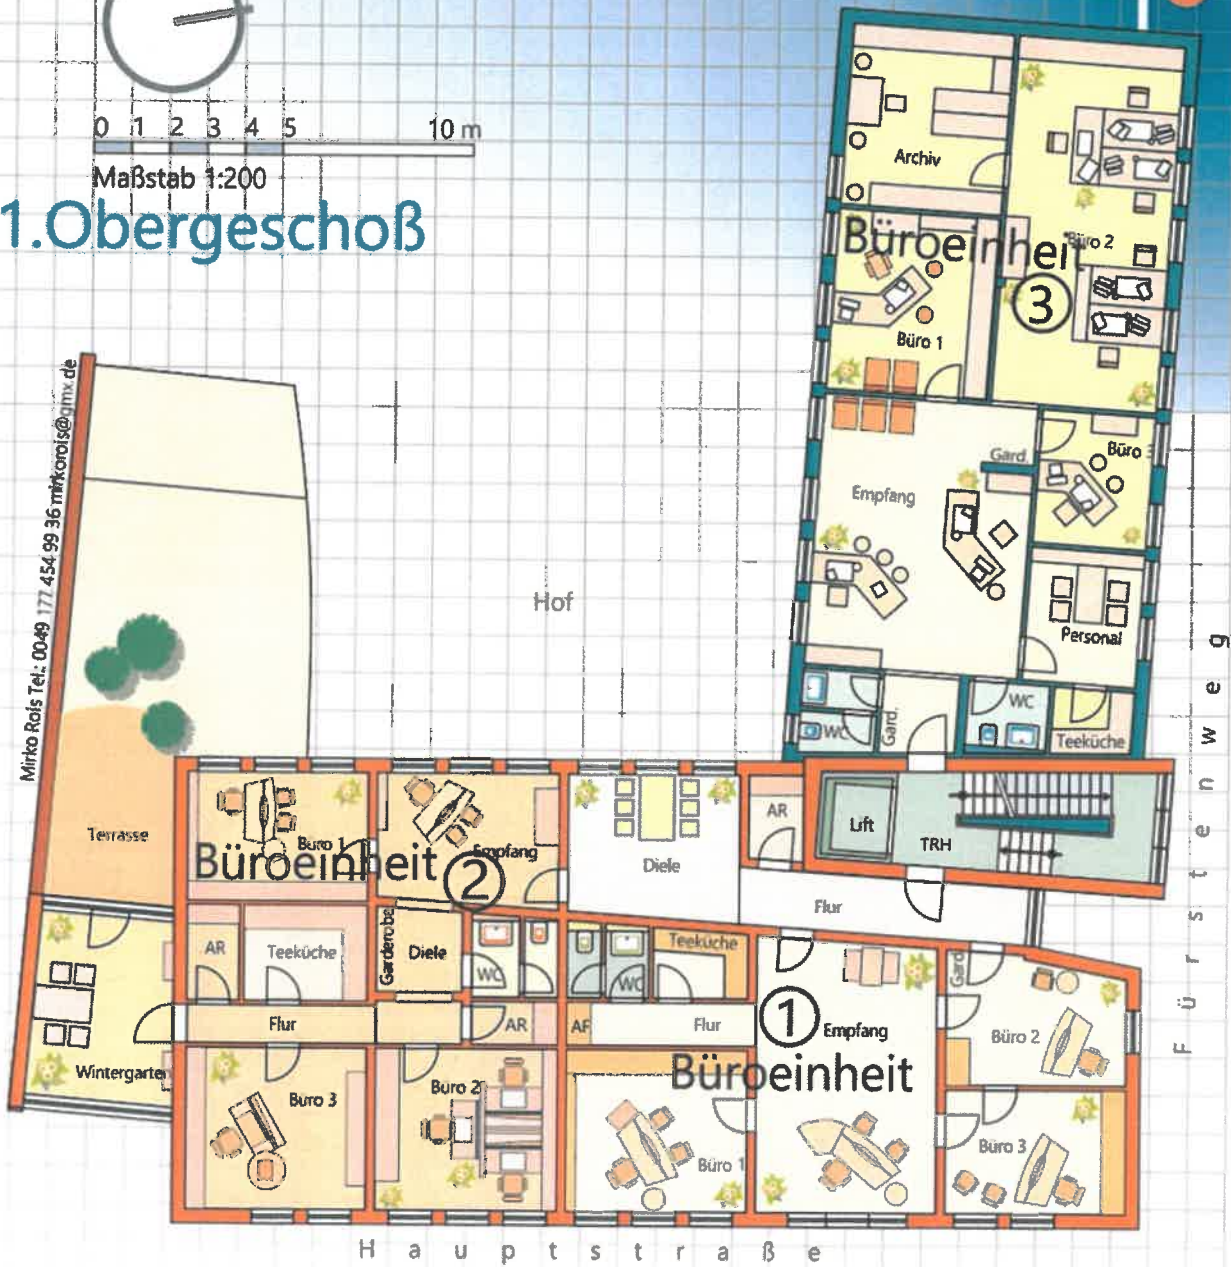 0 1 2 3 4 5 10 m
Maßstab 1:200
1.Obergeschoß
Archiv
Büroeinheit
3
Büro 2
Büro 1
Gard.
Büro 3
Empfang
Personal
WC
Gard.
WC
Teeküche
Hof
Mirko Rois Tel.: 0049 177 454 99 36 mirkorois@gmx.de
Terrasse
Büro 1
Büroeinheit
2
Empfang
Diele
AR
Lift
TRH
Flur
AR
Teeküche
Garderobe
Diele
WC
WC
Teeküche
Flur
AR
AF
Flur
1
Empfang
Büroeinheit
Gard
Büro 2
Wintergarten
Büro 3
Büro 2
Büro 1
Büro 3
Hauptstraße
Fürstenweg